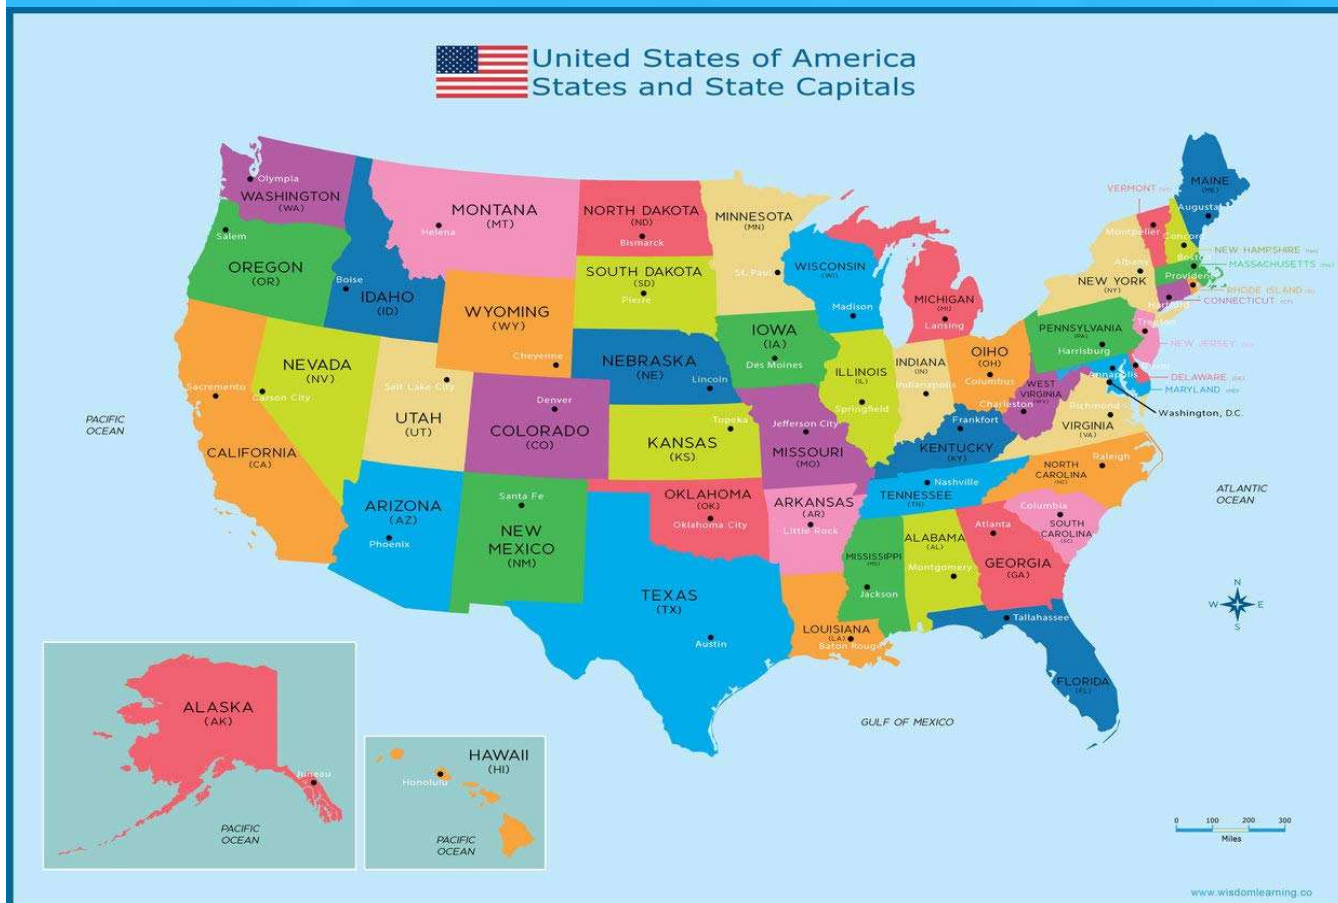 United States of America
States and State Capitals
Olympia
WASHINGTON
(WA)
Salem
OREGON
(OR)
Boise
IDAHO
(ID)
MONTANA
(MT)
Helena
WYOMING
(WY)
Cheyenne
NORTH DAKOTA
(ND)
Bismarck
SOUTH DAKOTA
(SD)
Pierre
MINNESOTA
(MN)
St. Paul
WISCONSIN
(WI)
Madison
MICHIGAN
(MI)
Lansing
MAINE
(ME)
Augusta
VERMONT
Montpelier
Concord
NEW HAMPSHIRE
Boston
MASSACHUSETTS
Albany
NEW YORK
(NY)
Providen
RHODE ISLAND
Hartford
CONNECTICUT
PENNSYLVANIA
(PA)
Harrisburg
Trenton
NEW JERSEY
DELAWARE
Annapolis
MARYLAND
Washington, D.C.
PACIFIC
OCEAN
Sacramento
CALIFORNIA
(CA)
NEVADA
(NV)
Carson City
Salt Lake City
UTAH
(UT)
Denver
COLORADO
(CO)
NEBRASKA
(NE)
Lincoln
Topeka
KANSAS
(KS)
IOWA
(IA)
Des Moines
Jefferson City
MISSOURI
(MO)
ILLINOIS
(IL)
Springfield
INDIANA
(IN)
Indianapolis
OIHO
(OH)
Columbus
WEST
VIRGINIA
Charleston
Richmond
VIRGINIA
(VA)
Frankfort
KENTUCKY
(KY)
Nashville
TENNESSEE
(TN)
Raleigh
NORTH
CAROLINA
(NC)
Columbia
SOUTH
CAROLINA
(SC)
ATLANTIC
OCEAN
ARIZONA
(AZ)
Phoenix
Santa Fe
NEW
MEXICO
(NM)
OKLAHOMA
(OK)
Oklahoma City
ARKANSAS
(AR)
Little Rock
TEXAS
(TX)
Austin
LOUISIANA
(LA)
Baton Rouge
MISSISSIPPI
Jackson
ALABAMA
(AL)
Montgomery
Atlanta
GEORGIA
(GA)
Tallahassee
FLORIDA
(FL)
GULF OF MEXICO
N
W
E
S
ALASKA
(AK)
Juneau
PACIFIC
OCEAN
HAWAII
(HI)
Honolulu
PACIFIC
OCEAN
0 100 200 300
Miles
www.wisdomlearning.co